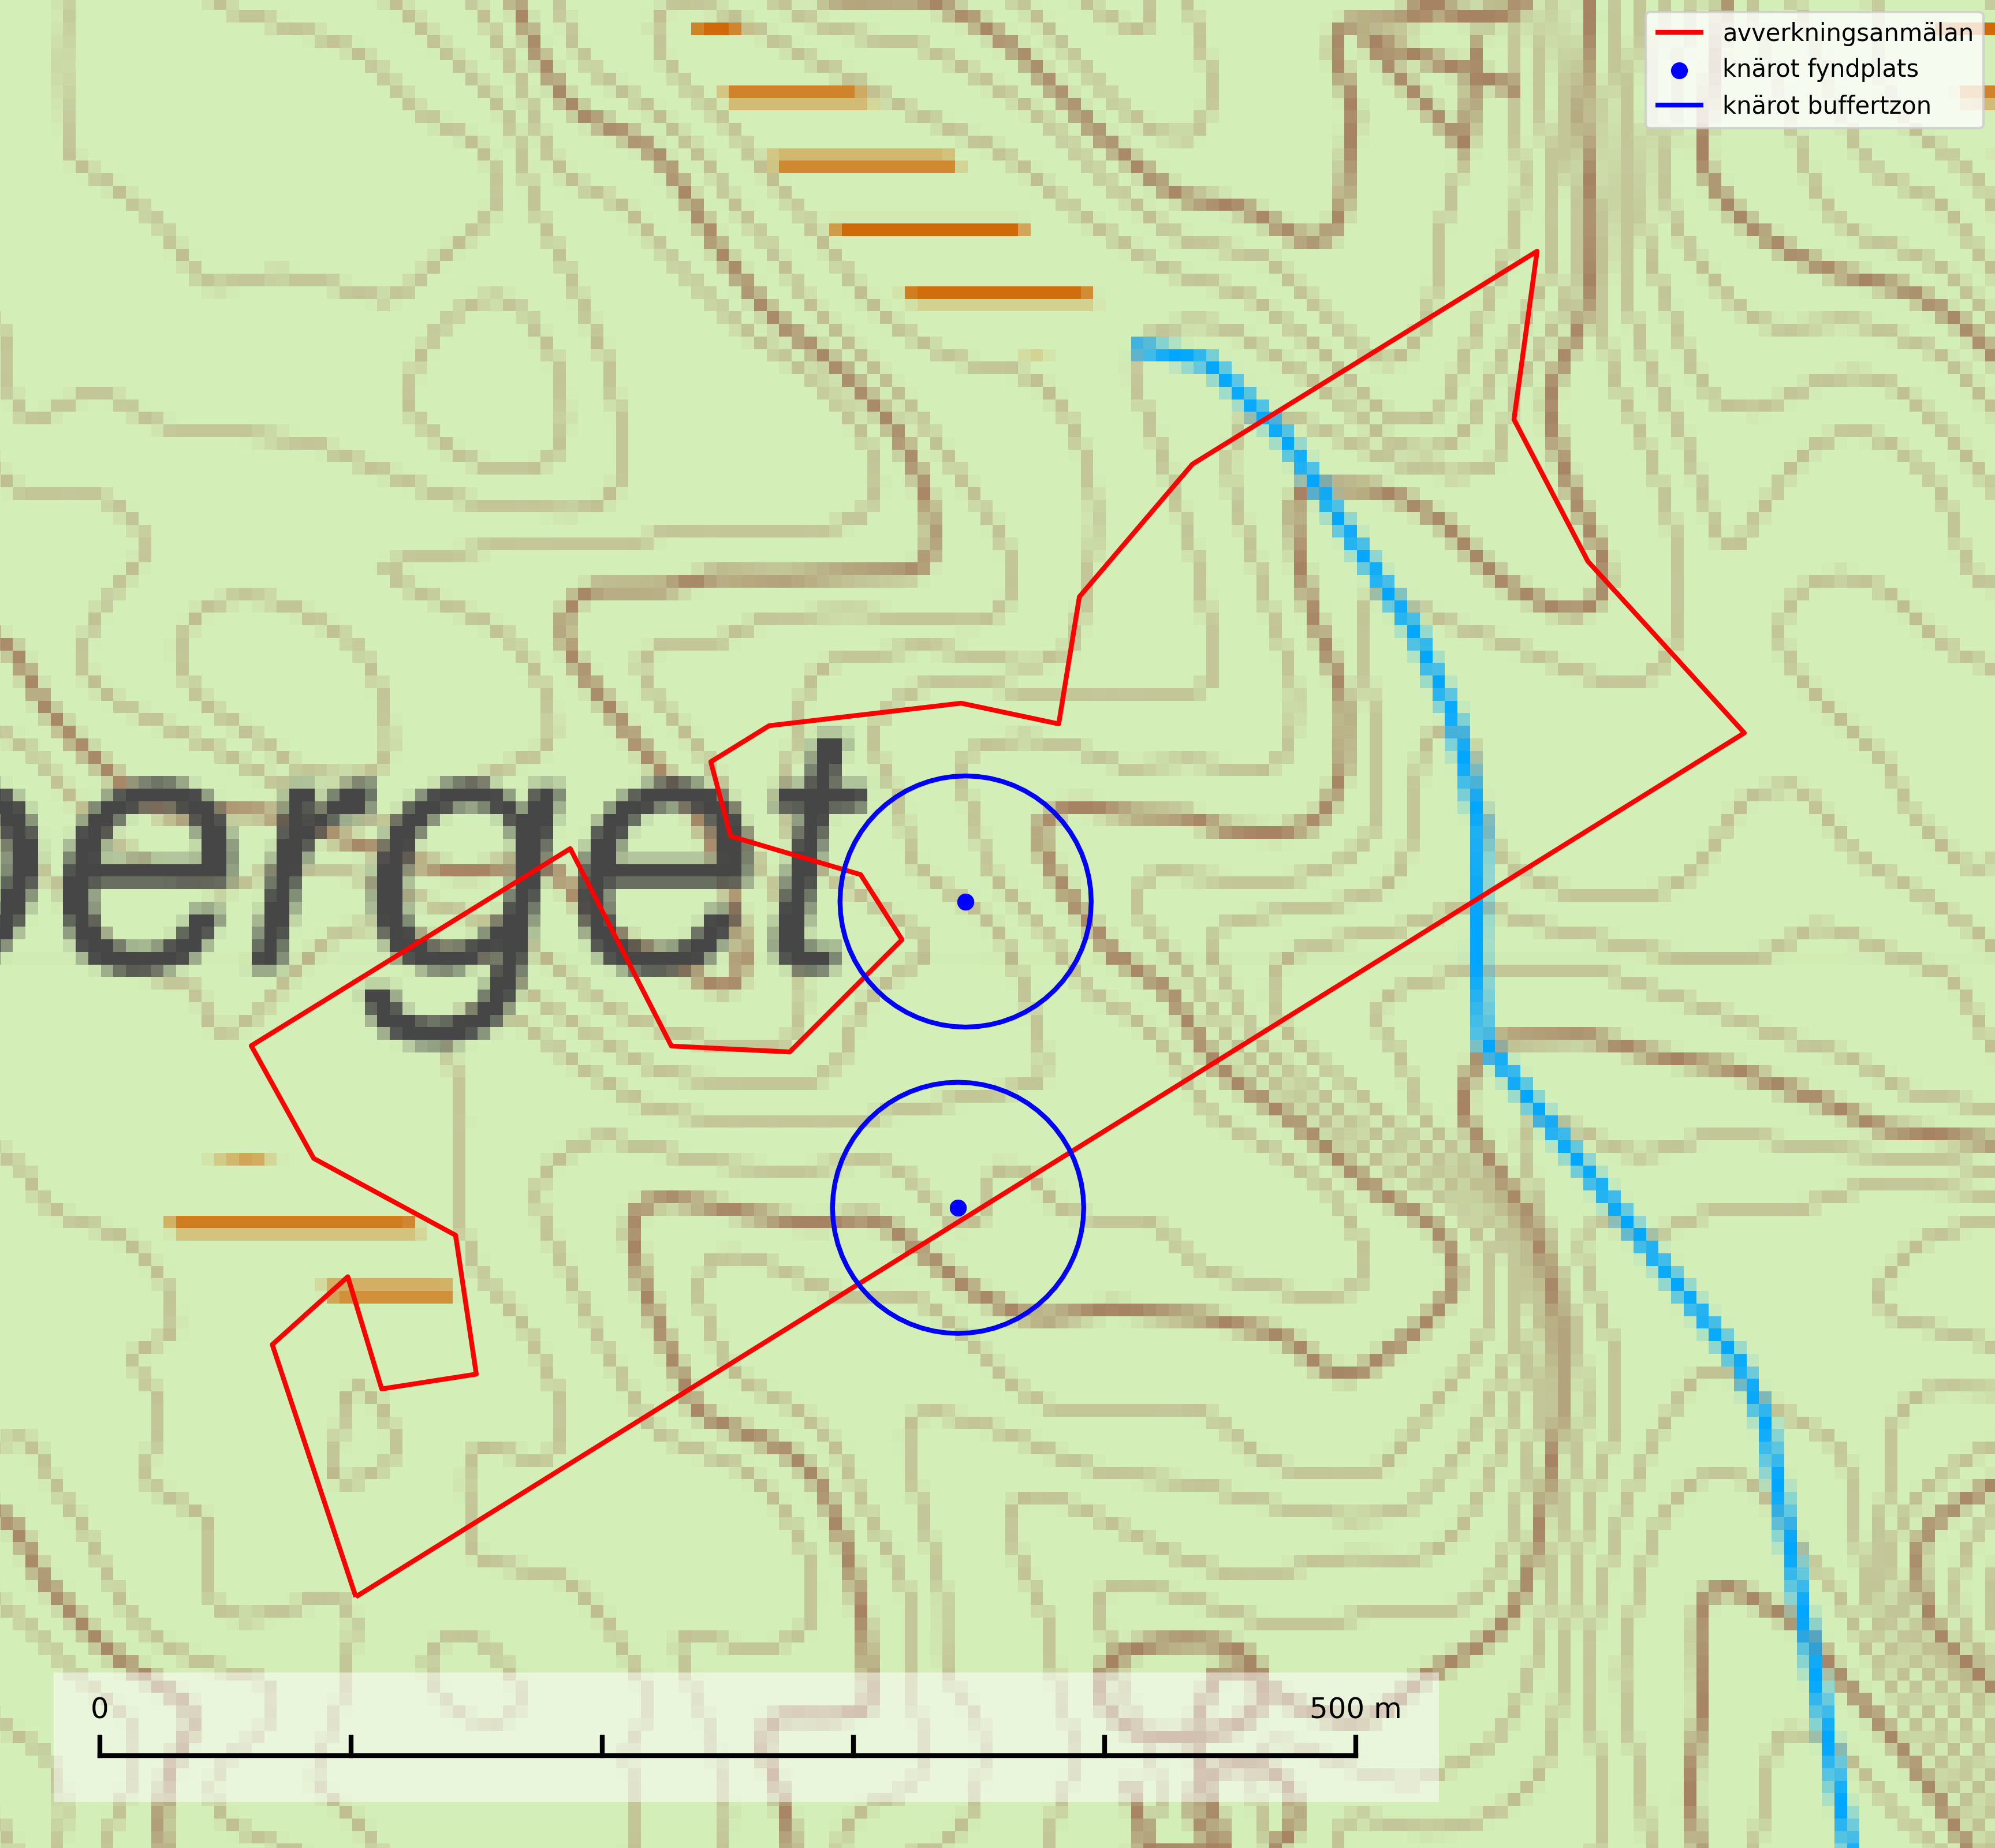 avverkningsanmälan
knärot fyndplats
knärot buffertzon
erget
0 500 m